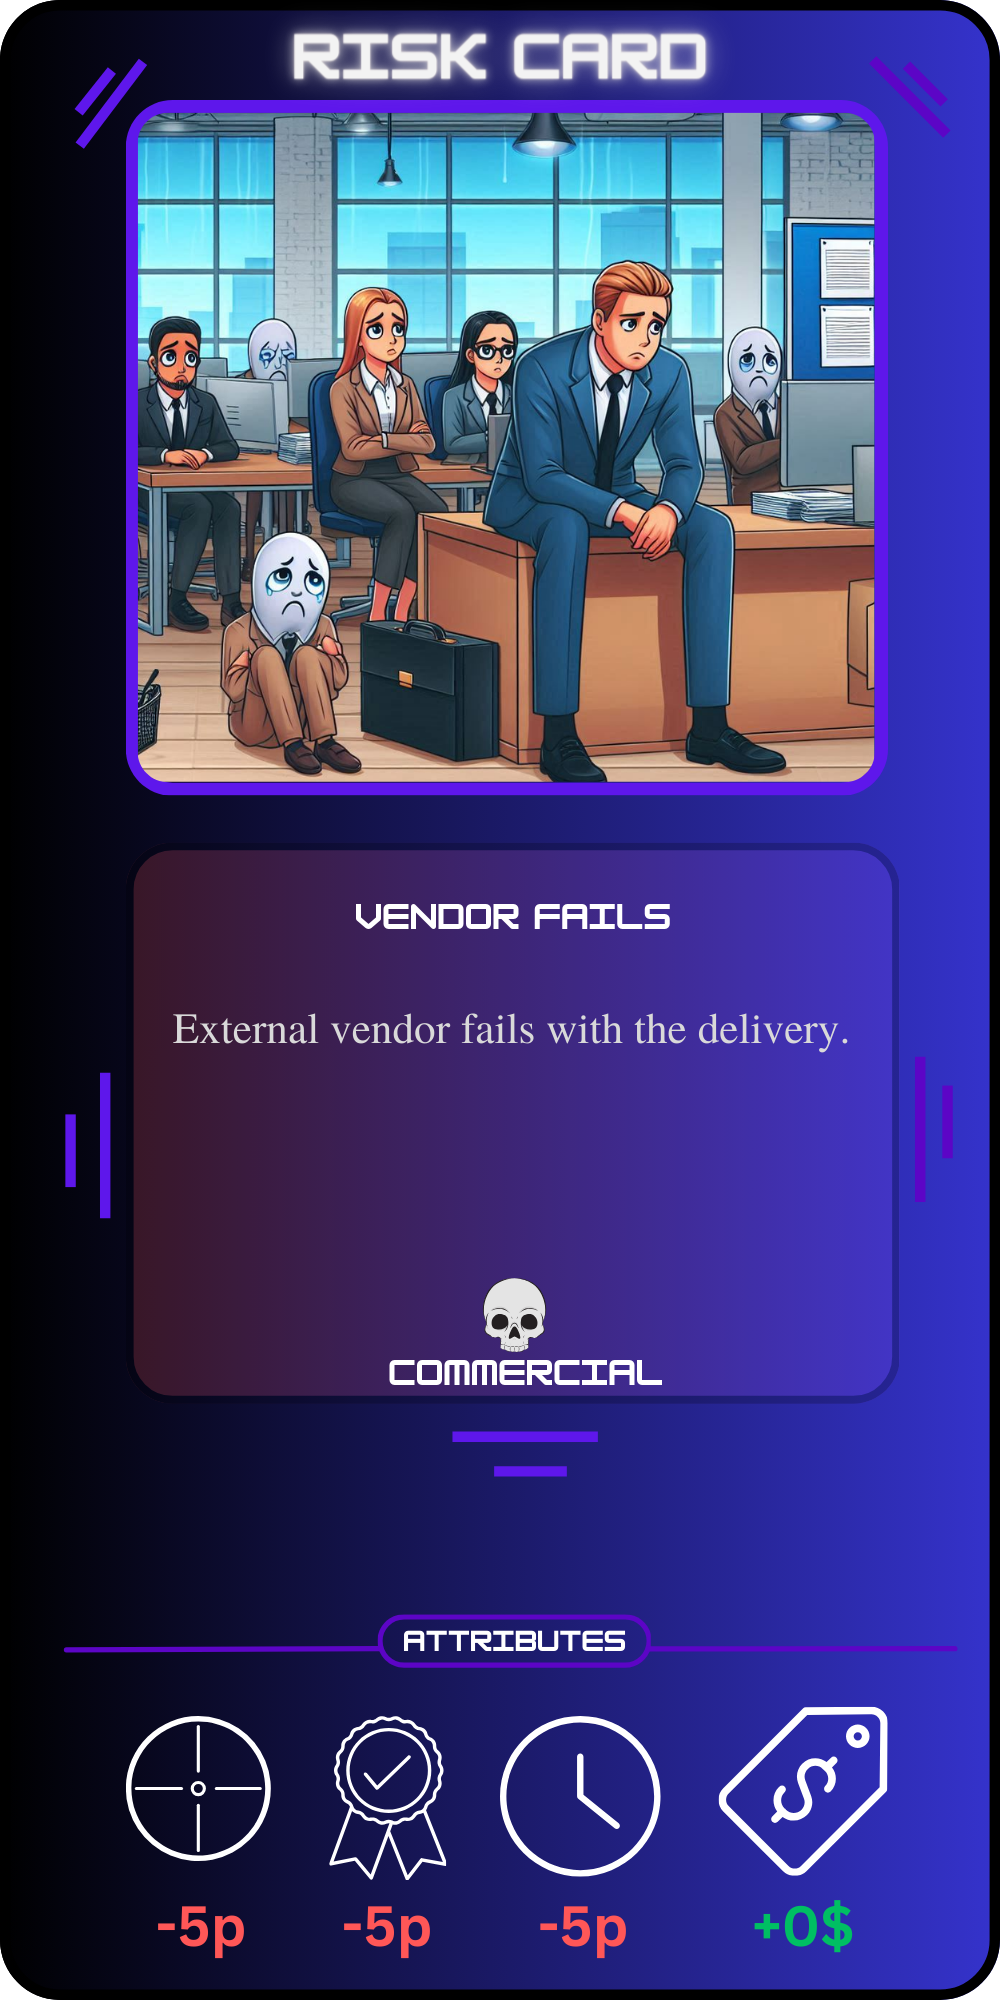 RISK CARD
VENDOR FAILS
External vendor fails with the delivery.
COMMERCIAL
ATTRIBUTES
-5p -5p -5p +0$